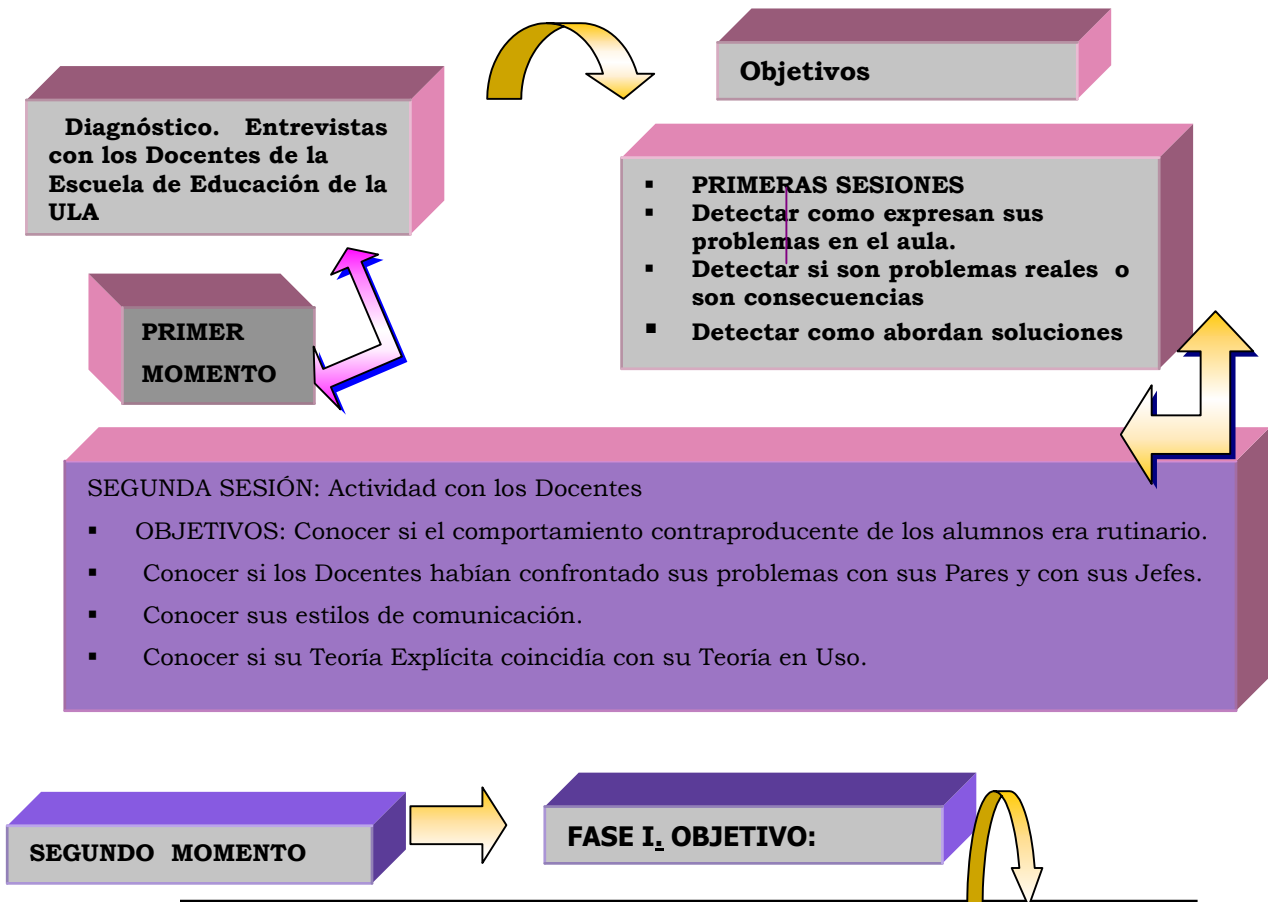 Objetivos
Diagnóstico. Entrevistas
con los Docentes de la
Escuela de Educación de la
ULA
▪ PRIMERAS SESIONES
▪ Detectar como expresan sus
problemas en el aula.
▪ Detectar si son problemas reales o
son consecuencias
▪ Detectar como abordan soluciones
PRIMER
MOMENTO
SEGUNDA SESIÓN: Actividad con los Docentes
▪ OBJETIVOS: Conocer si el comportamiento contraproducente de los alumnos era rutinario.
▪ Conocer si los Docentes habían confrontado sus problemas con sus Pares y con sus Jefes.
▪ Conocer sus estilos de comunicación.
▪ Conocer si su Teoría Explícita coincidía con su Teoría en Uso.
SEGUNDO MOMENTO
FASE I. OBJETIVO: